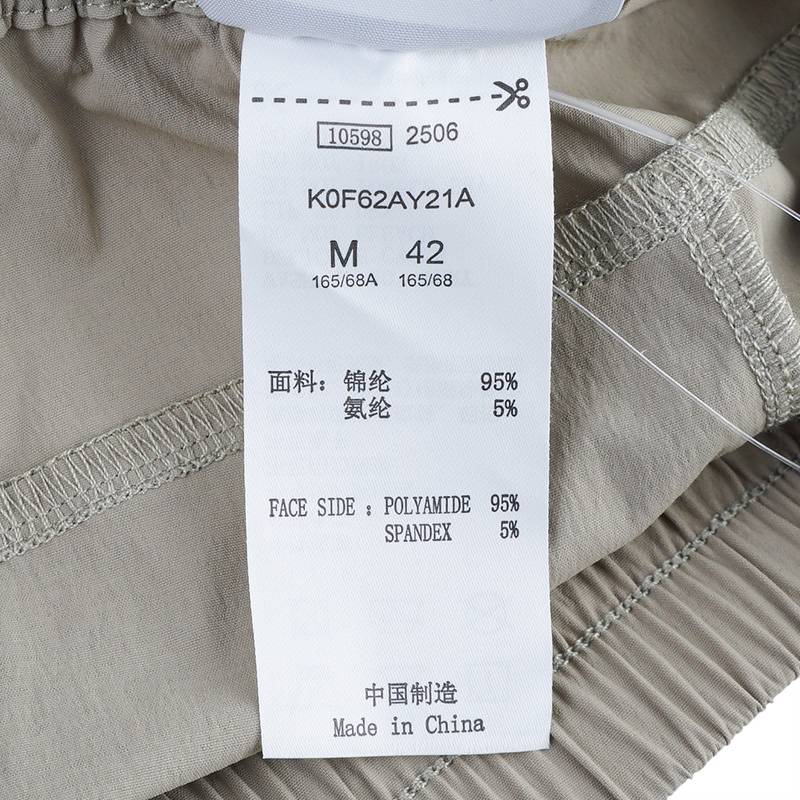 10598 2506
K0F62AY21A
M 42
165/68A 165/68
面料: 锦纶 95%
氨纶 5%
FACE SIDE : POLYAMIDE 95%
SPANDEX 5%
中国制造
Made in China